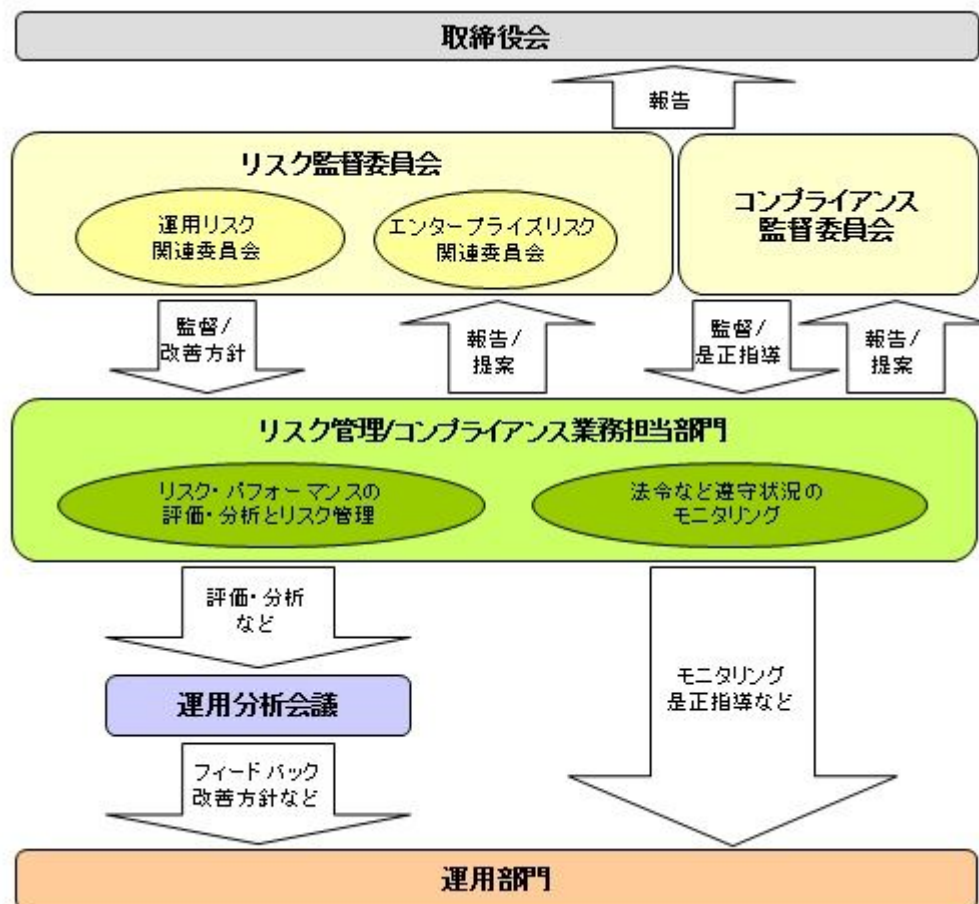 取締役会
報告
リスク監督委員会
運用リスク
関連委員会
エンタープライズリスク
関連委員会
コンプライアンス
監督委員会
監督/
改善方針
報告/
提案
監督/
是正指導
報告/
提案
リスク管理/コンプライアンス業務担当部門
リスク・パフォーマンスの
評価・分析とリスク管理
法令など遵守状況の
モニタリング
評価・分析
など
運用分析会議
モニタリング
是正指導など
フィードバック
改善方針など
運用部門